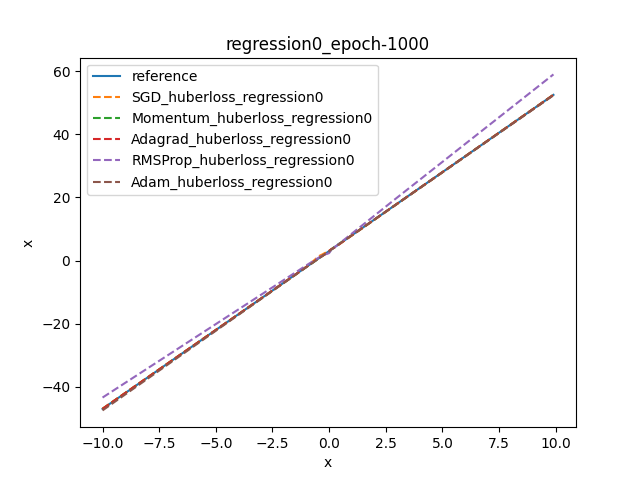 regression0_epoch-1000
reference
SGD_huberloss_regression0
Momentum_huberloss_regression0
Adagrad_huberloss_regression0
RMSProp_huberloss_regression0
Adam_huberloss_regression0
60
40
20
0
−20
−40
x
−10.0 −7.5 −5.0 −2.5 0.0 2.5 5.0 7.5 10.0
x